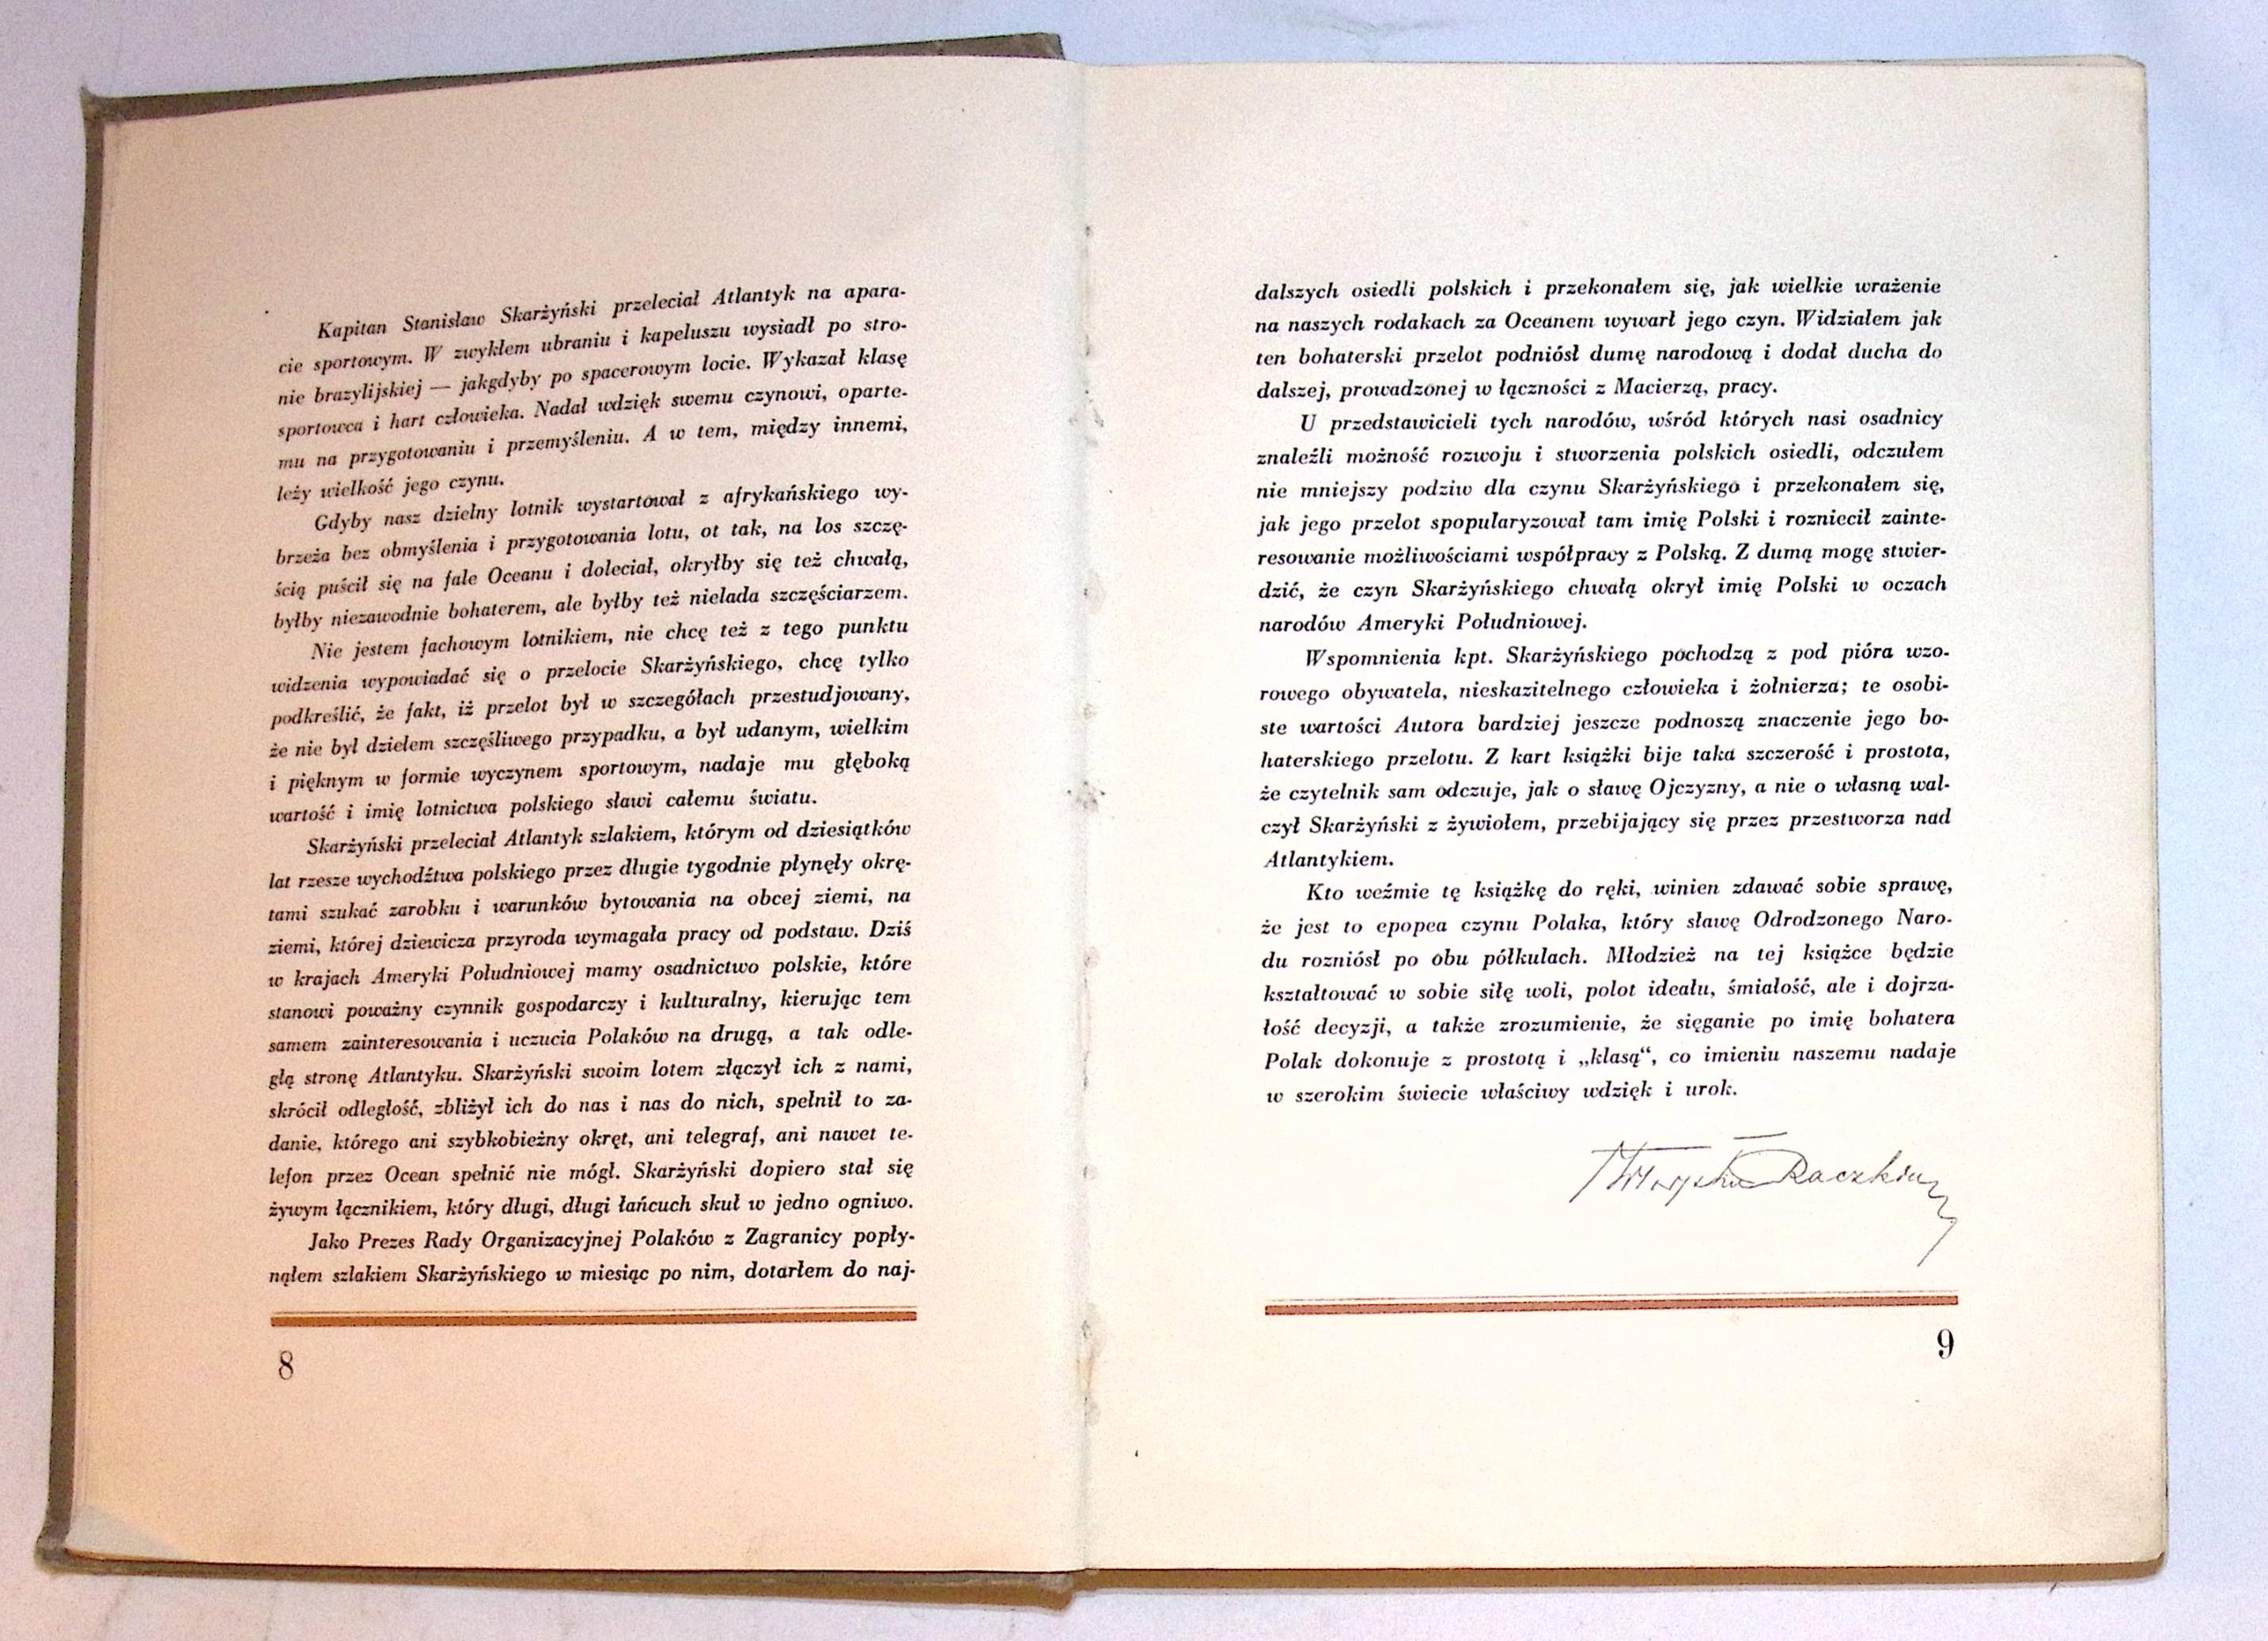 Kapitan Stanisław Skarżyński przeleciał Atlantyk na apara-
cie sportowym. W zwykłem ubraniu i kapeluszu wysiadł po stro-
nie brazylijskiej — jakgdyby po spacerowym locie. Wykazał klasę
sportowca i hart człowieka. Nadał wdzięk swemu czynowi, oparte-
mu na przygotowaniu i przemyśleniu. A w tem, między innemi,
leży wielkość jego czynu.
Gdyby nasz dzielny lotnik wystartował z afrykańskiego wy-
brzeża bez obmyślenia i przygotowania lotu, ot tak, na los szczę-
ścią puścił się na fale Oceanu i doleciał, okryłby się też chwałą,
byłby niezawodnie bohaterem, ale byłby też nielada szczęściarzem.
Nie jestem fachowym lotnikiem, nie chcę też z tego punktu
widzenia wypowiadać się o przelocie Skarżyńskiego, chcę tylko
podkreślić, że fakt, iż przelot był w szczegółach przestudjowany,
że nie był dziełem szczęśliwego przypadku, a był udanym, wielkim
i pięknym w formie wyczynem sportowym, nadaje mu głęboką
wartość i imię lotnictwa polskiego sławi całemu światu.
Skarżyński przeleciał Atlantyk szlakiem, którym od dziesiątków
lat rzesze wychodźtwa polskiego przez długie tygodnie płynęły okrę-
tami szukać zarobku i warunków bytowania na obcej ziemi, na
ziemi, której dziewicza przyroda wymagała pracy od podstaw. Dziś
w krajach Ameryki Południowej mamy osadnictwo polskie, które
stanowi poważny czynnik gospodarczy i kulturalny, kierując tem
samem zainteresowania i uczucia Polaków na drugą, a tak odle-
głą stronę Atlantyku. Skarżyński swoim lotem złączył ich z nami,
skrócił odległość, zbliżył ich do nas i nas do nich, spełnił to za-
danie, którego ani szybkobieżny okręt, ani telegraf, ani nawet te-
lefon przez Ocean spełnić nie mógł. Skarżyński dopiero stał się
żywym łącznikiem, który długi, długi łańcuch skuł w jedno ogniwo.
Jako Prezes Rady Organizacyjnej Polaków z Zagranicy popły-
nąłem szlakiem Skarżyńskiego w miesiąc po nim, dotarłem do naj-
8
dalszych osiedli polskich i przekonałem się, jak wielkie wrażenie
na naszych rodakach za Oceanem wywarł jego czyn. Widziałem jak
ten bohaterski przelot podniósł dumę narodową i dodał ducha do
dalszej, prowadzonej w łączności z Macierzą, pracy.
U przedstawicieli tych narodów, wśród których nasi osadnicy
znaleźli możność rozwoju i stworzenia polskich osiedli, odczułem
nie mniejszy podziw dla czynu Skarżyńskiego i przekonałem się,
jak jego przelot spopularyzował tam imię Polski i rozniecił zainte-
resowanie możliwościami współpracy z Polską. Z dumą mogę stwier-
dzić, że czyn Skarżyńskiego chwałą okrył imię Polski w oczach
narodów Ameryki Południowej.
Wspomnienia kpt. Skarżyńskiego pochodzą z pod pióra wzo-
rowego obywatela, nieskazitelnego człowieka i żołnierza; te osobi-
ste wartości Autora bardziej jeszcze podnoszą znaczenie jego bo-
haterskiego przelotu. Z kart książki bije taka szczerość i prostota,
że czytelnik sam odczuje, jak o sławę Ojczyzny, a nie o własną wal-
czył Skarżyński z żywiołem, przebijający się przez przestworza nad
Atlantykiem.
Kto weźmie tę książkę do ręki, winien zdawać sobie sprawę,
że jest to epopea czynu Polaka, który sławę Odrodzonego Naro-
du rozniósł po obu półkulach. Młodzież na tej książce będzie
kształtować w sobie siłę woli, polot ideału, śmiałość, ale i dojrza-
łość decyzji, a także zrozumienie, że sięganie po imię bohatera
Polak dokonuje z prostotą i „klasą“, co imieniu naszemu nadaje
w szerokim świecie właściwy wdzięk i urok.
Raczkiewicz
9